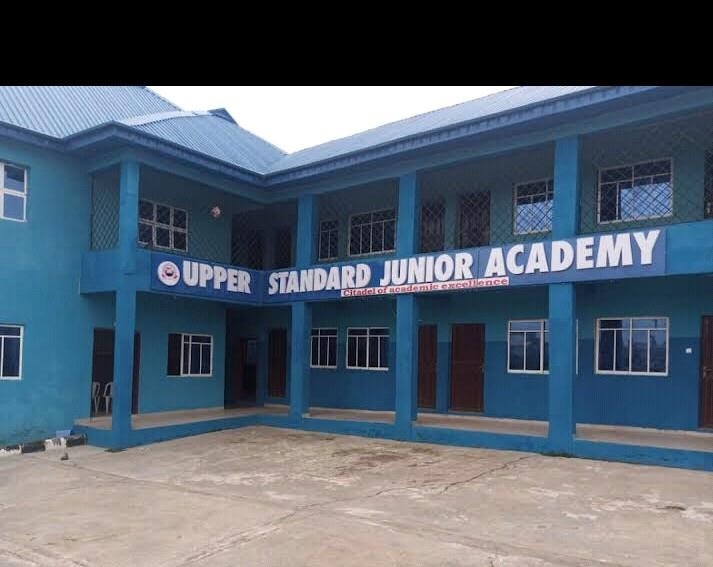 UPPER STANDARD JUNIOR ACADEMY
Citadel of academic excellence